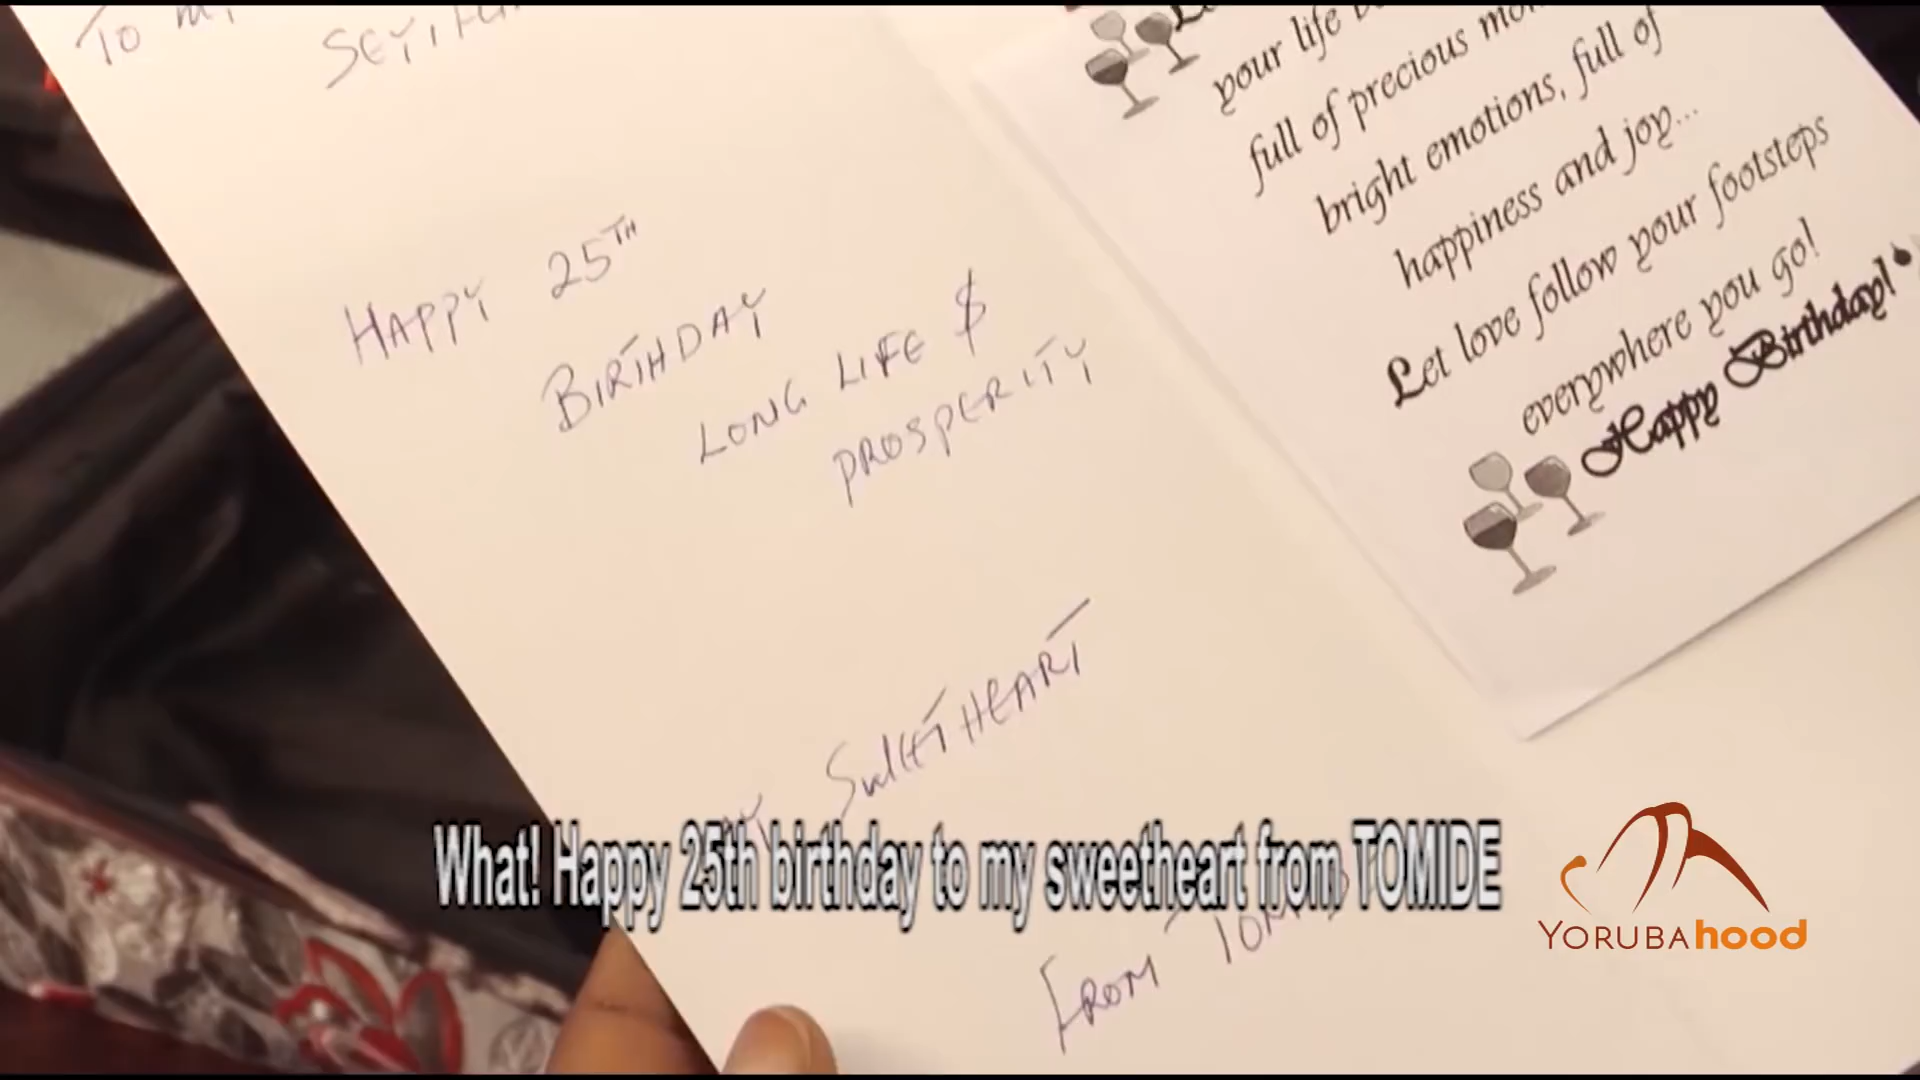 To
HAPPY 25TH
BIRTHDAY
LONG LIFE &
PROSPERITY
SWEETHEART
FROM
your life
full of precious
bright emotions, full of
happiness and joy...
Let love follow your footsteps
everywhere you go!
Happy Birthday!
What! Happy 25th birthday to my sweetheart from TOMIDE
YORUBAhood